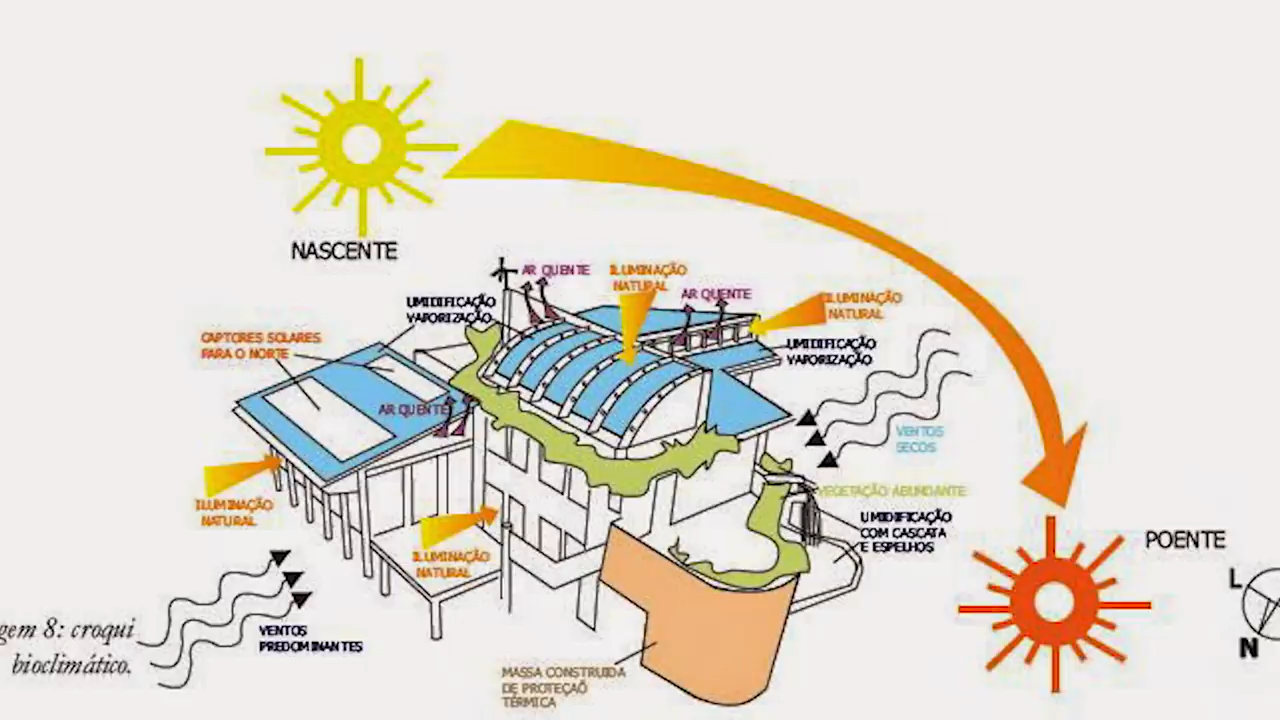 NASCENTE
AR QUENTE
ILUMINAÇÃO
NATURAL
AR QUENTE
ILUMINAÇÃO
NATURAL
UMIDIFICAÇÃO
VAPORIZAÇÃO
CAPTORES SOLARES
PARA O NORTE
UMIDIFICAÇÃO
VAPORIZAÇÃO
AR QUENTE
VENTOS
SECOS
VEGETAÇÃO ABUNDANTE
ILUMINAÇÃO
NATURAL
UMIDIFICAÇÃO
COM CASCATA
E ESPELHOS
POENTE
ILUMINAÇÃO
NATURAL
L
N
VENTOS
PREDOMINANTES
gem 8: croqui
bioclimático.
MASSA CONSTRUIDA
DE PROTEÇAÕ
TÉRMICA